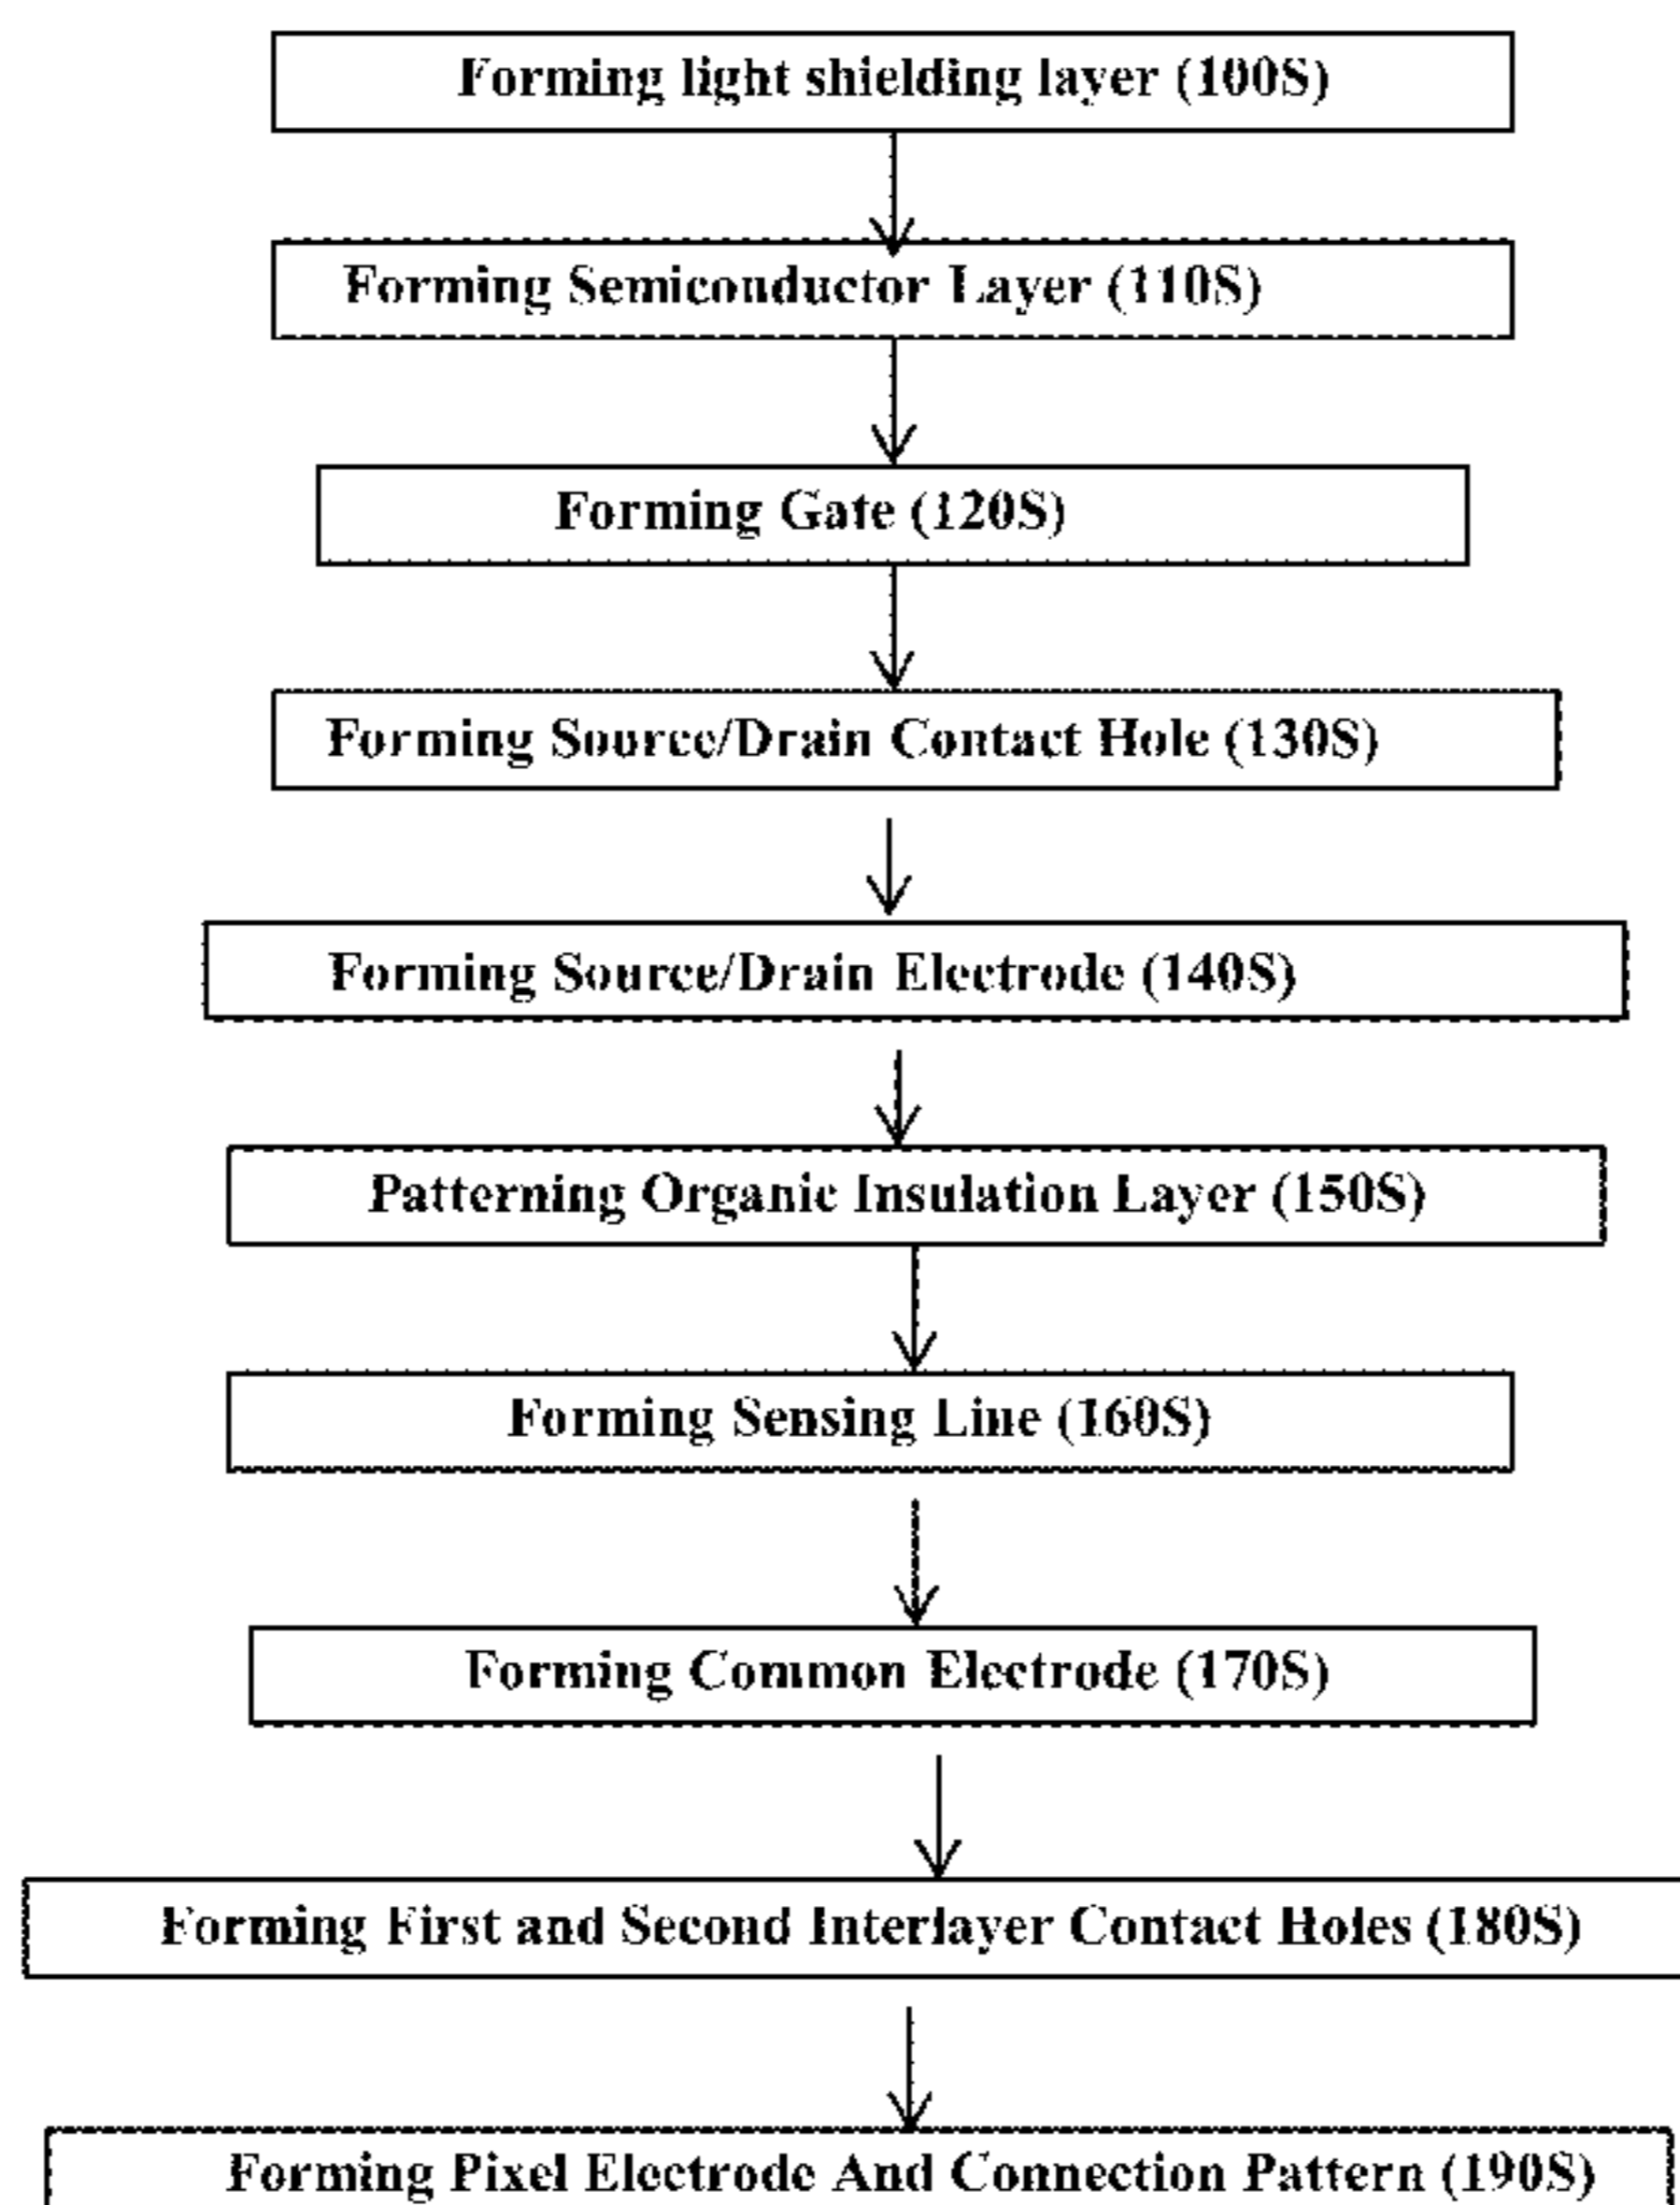 Forming light shielding layer (100S)
Forming Semiconductor Layer (110S)
Forming Gate (120S)
Forming Source/Drain Contact Hole (130S)
Forming Source/Drain Electrode (140S)
Patterning Organic Insulation Layer (150S)
Forming Sensing Line (160S)
Forming Common Electrode (170S)
Forming First and Second Interlayer Contact Holes (180S)
Forming Pixel Electrode And Connection Pattern (190S)